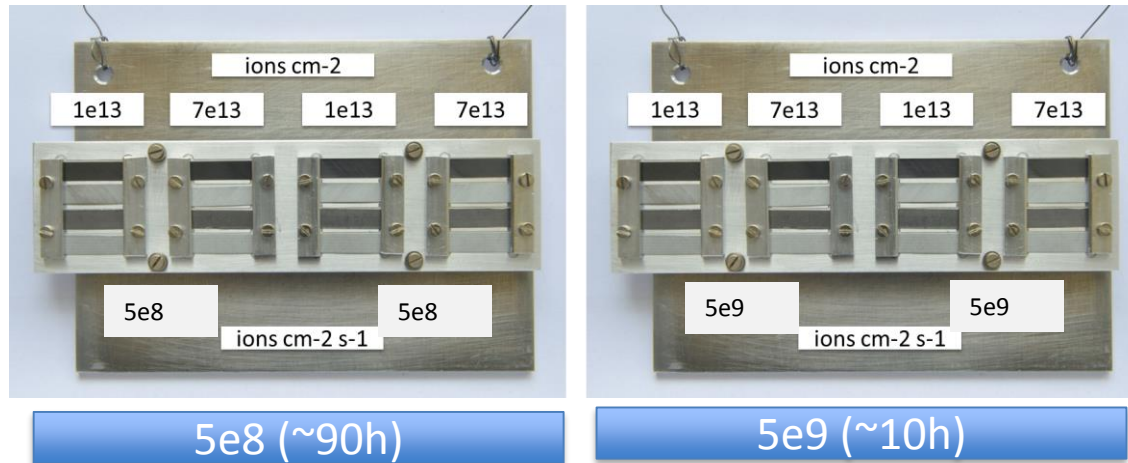 ions cm-2
1e13 7e13 1e13 7e13
5e8 5e8
ions cm-2 s-1
5e8 (~90h)
ions cm-2
1e13 7e13 1e13 7e13
5e9 5e9
ions cm-2 s-1
5e9 (~10h)